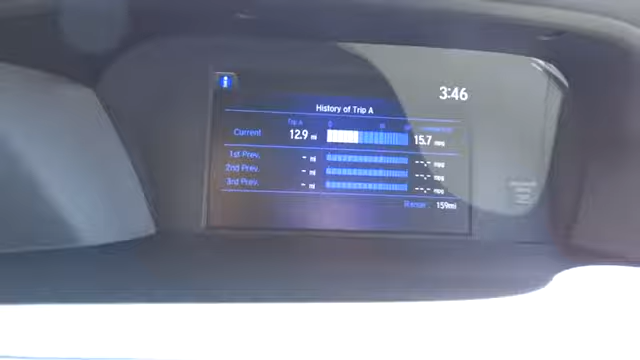 i
3:46
History of Trip A
Trip A
0
Current 12.9 mi 15.7 mpg
1st Prev. - mi --.- mpg
2nd Prev. - mi --.- mpg
3rd Prev. - mi --.- mpg
Range 159mi